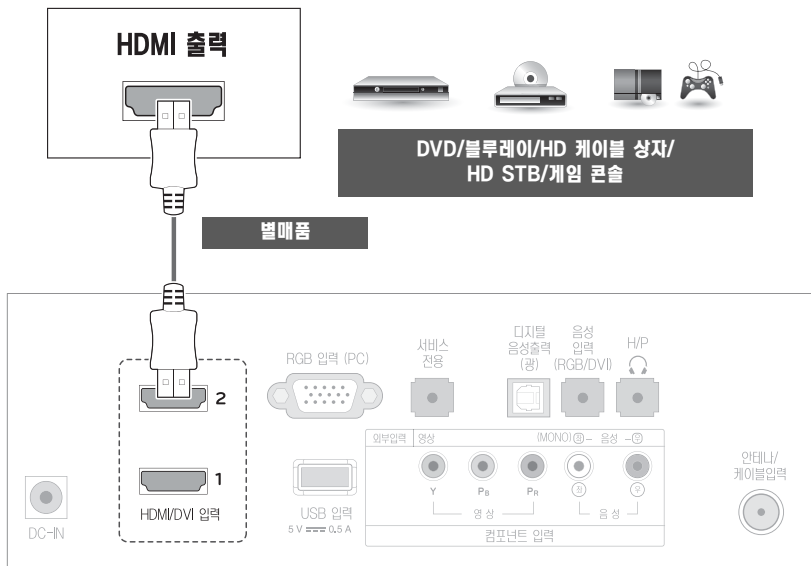 HDMI 출력
DVD/블루레이/HD 케이블 상자/
HD STB/게임 콘솔
별매품
RGB 입력 (PC)
서비스
전용
디지털
음성출력
(광)
음성
입력
(RGB/DVI)
H/P
2
1
HDMI/DVI 입력
DC-IN
USB 입력
5 V 0.5 A
외부입력 영상 (MONO) 좌 – 음성 – 우
Y PB PR 좌 우
영 상 음 성
컴포넌트 입력
안테나/
케이블입력